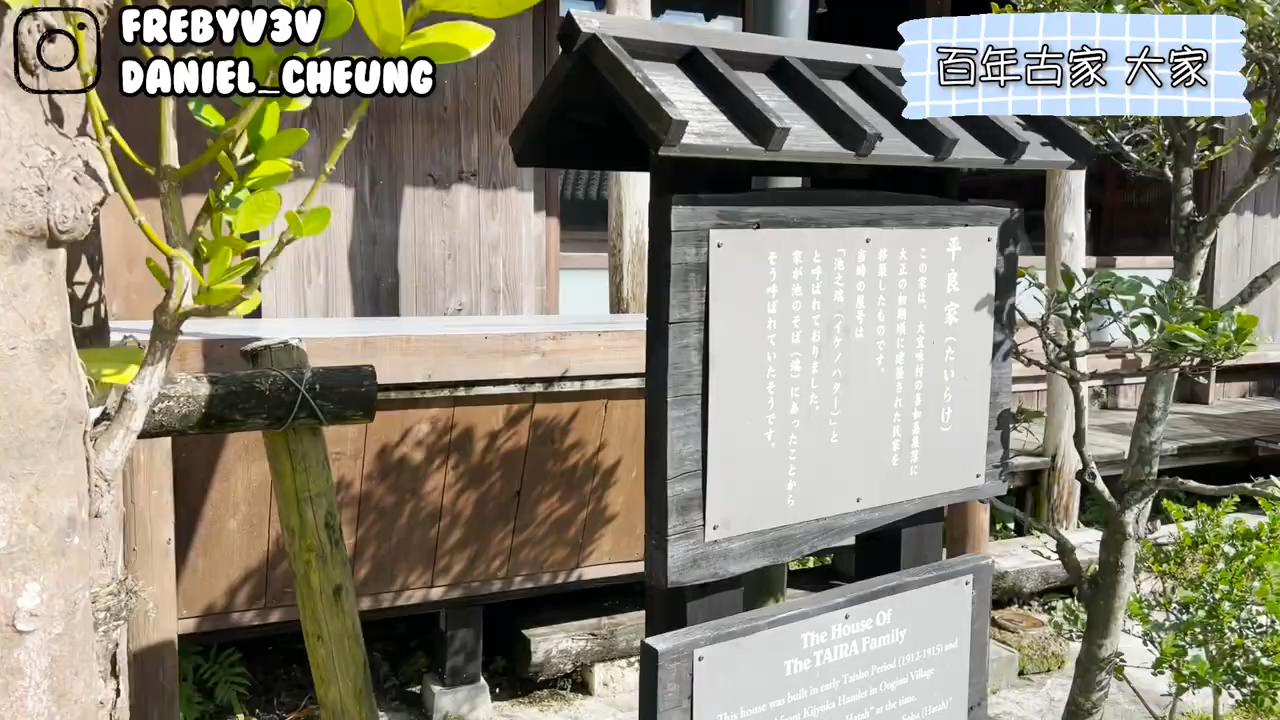 FREBYV3V
DANIEL_CHEUNG
百年古家 大家
平良家（たいらけ）
この家は、大宜味村の喜如嘉集落に
大正の初期頃に建築された民家を
移築したものです。
当時の屋号は
「池之端（イケノハター）」と
と呼ばれておりました。
家が池のそば（端）にあったことから
そう呼ばれていたそうです。
The House Of
The TAIRA Family
This house was built in early Taisho Period (1912-1915) and
from Kijyoka Hamlet in Oogimi Village
Hatah" at the time.
Soba (Hatah)"